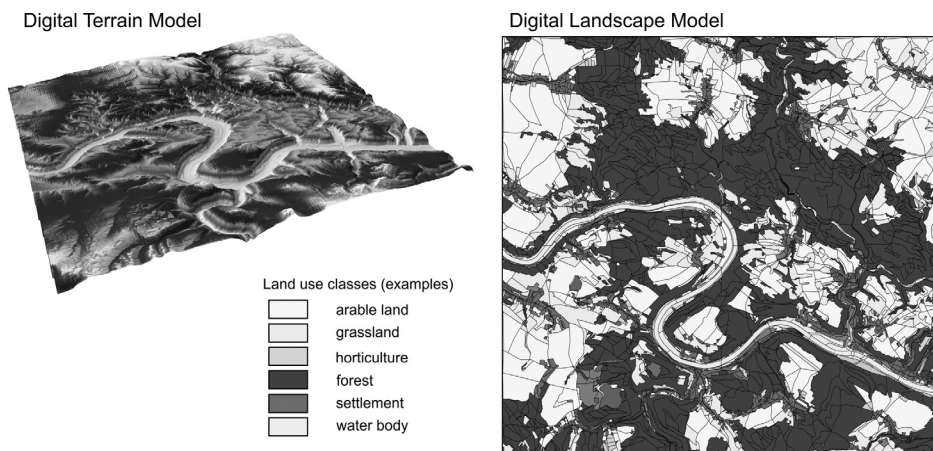 Digital Terrain Model
Digital Landscape Model
Land use classes (examples)
arable land
grassland
horticulture
forest
settlement
water body